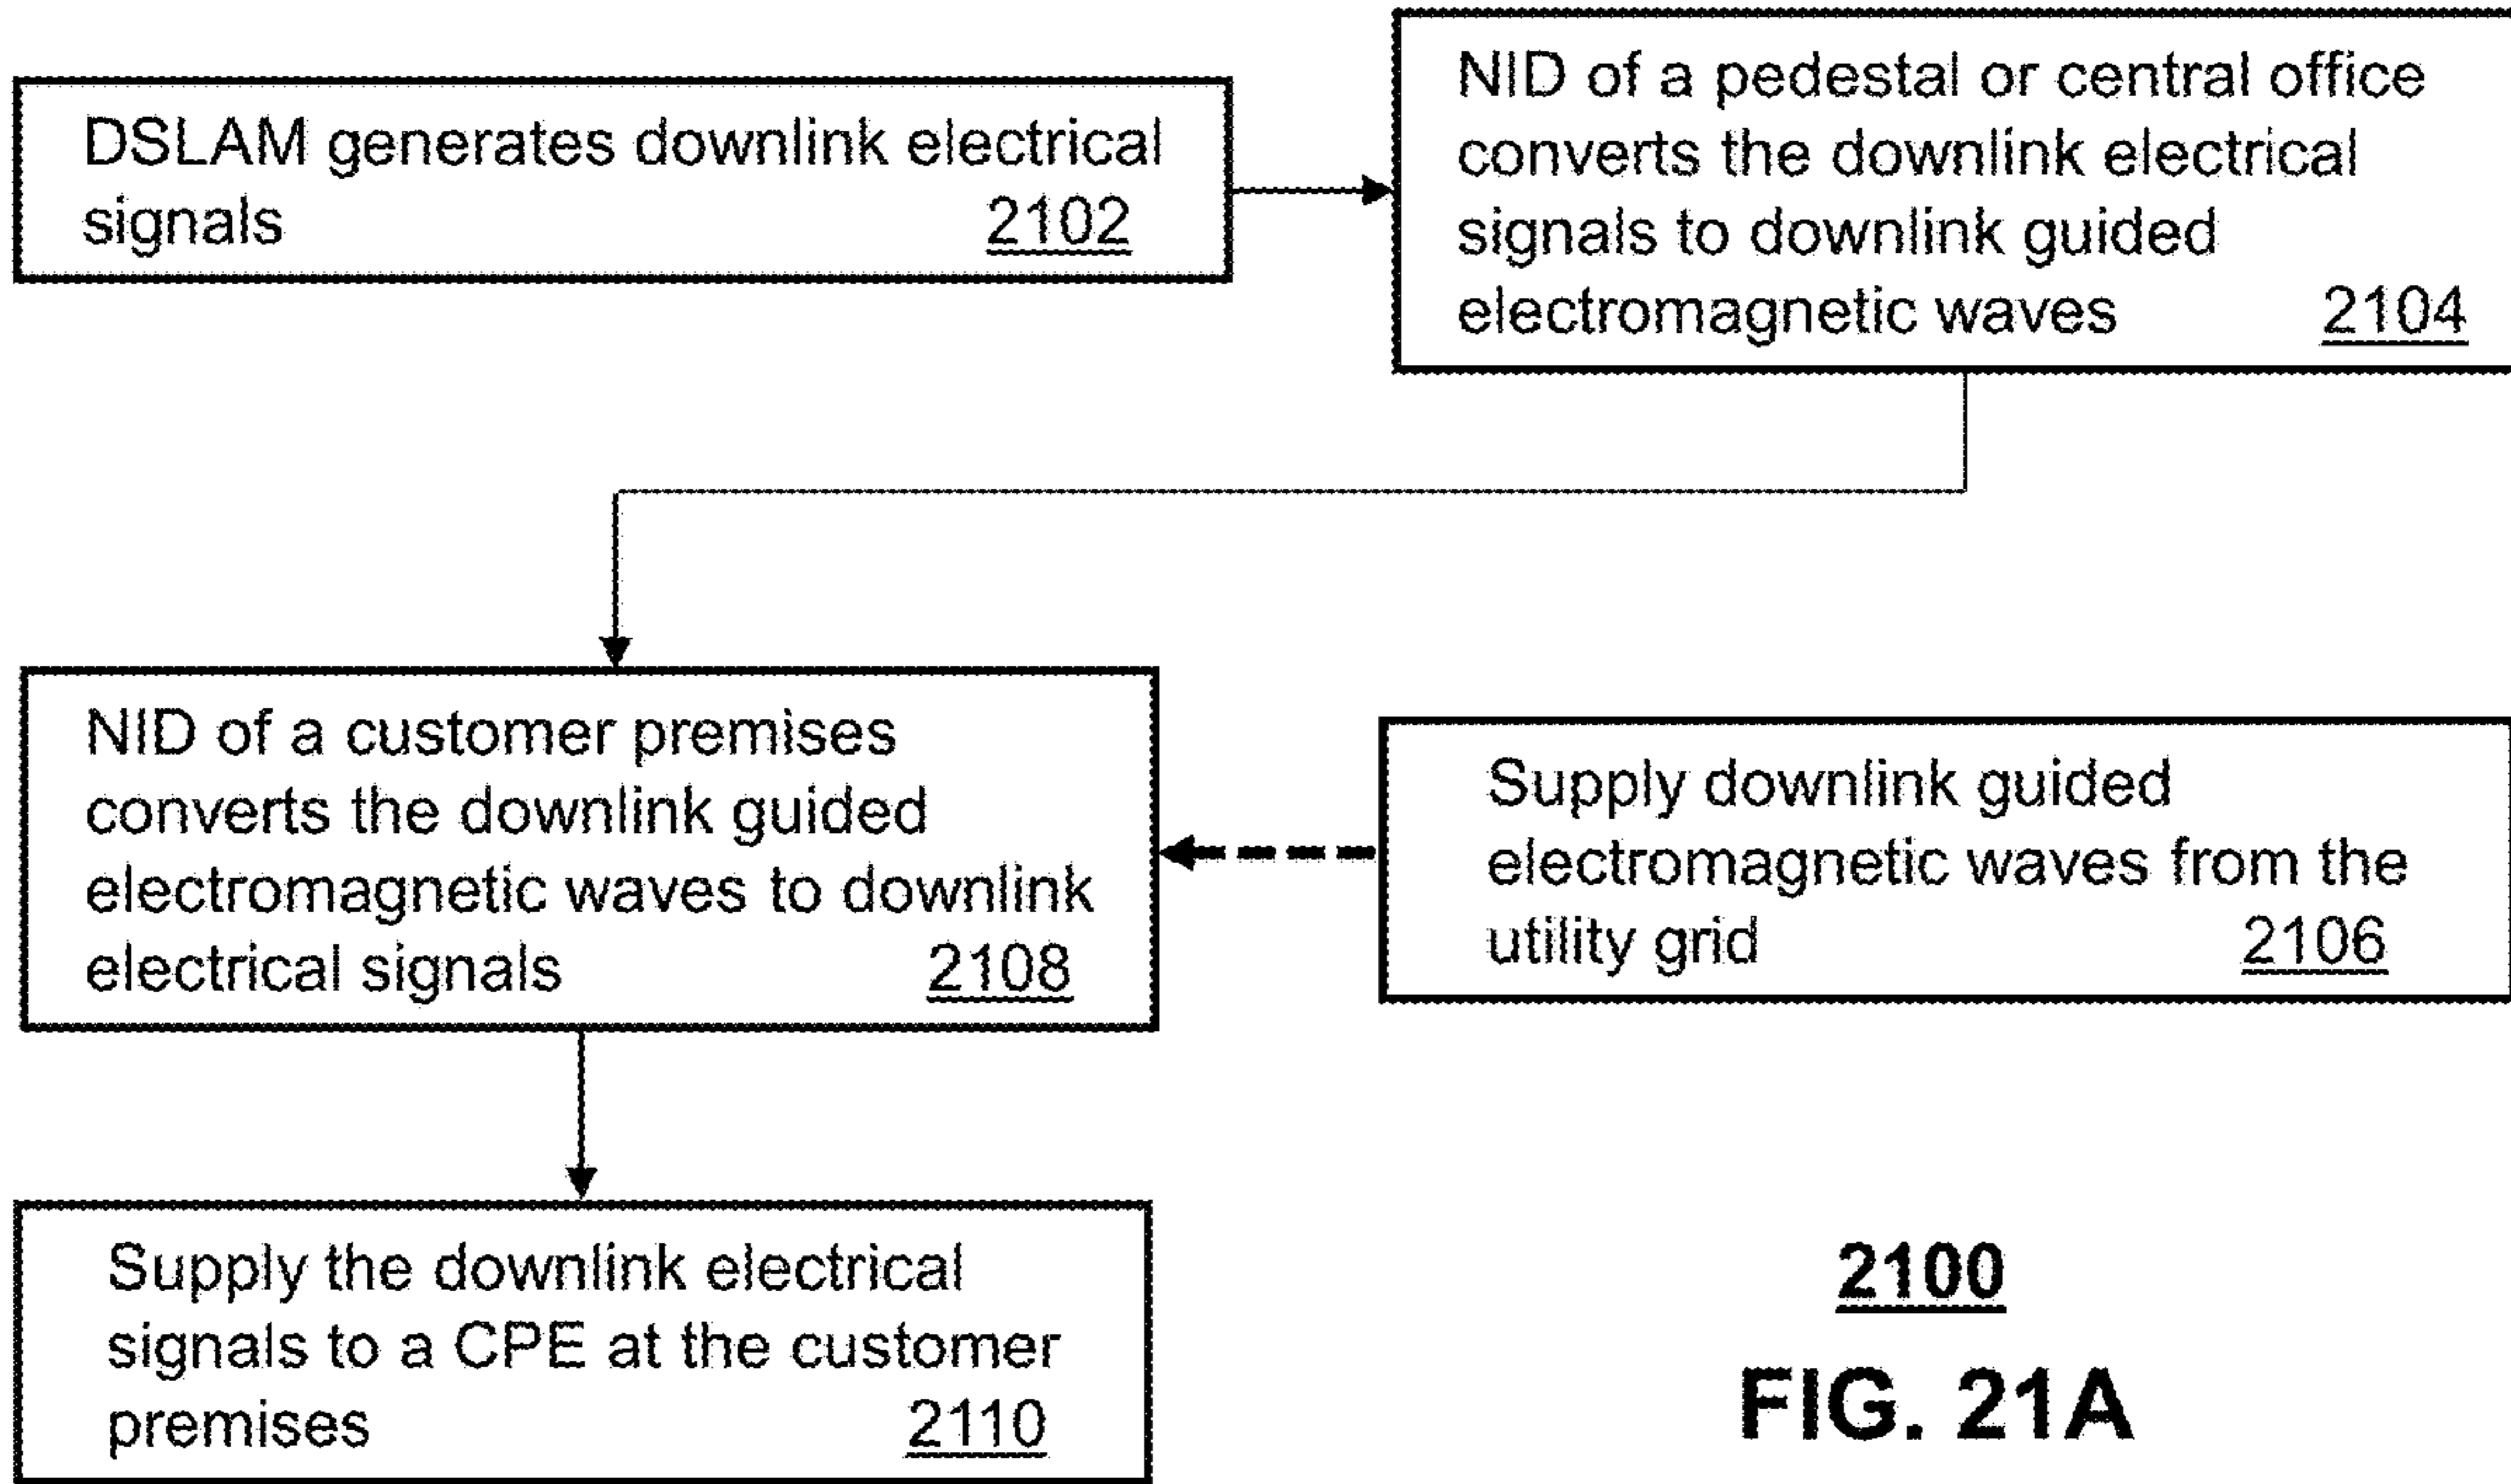 DSLAM generates downlink electrical
signals 2102
NID of a pedestal or central office
converts the downlink electrical
signals to downlink guided
electromagnetic waves 2104
NID of a customer premises
converts the downlink guided
electromagnetic waves to downlink
electrical signals 2108
Supply downlink guided
electromagnetic waves from the
utility grid 2106
Supply the downlink electrical
signals to a CPE at the customer
premises 2110
2100
FIG. 21A